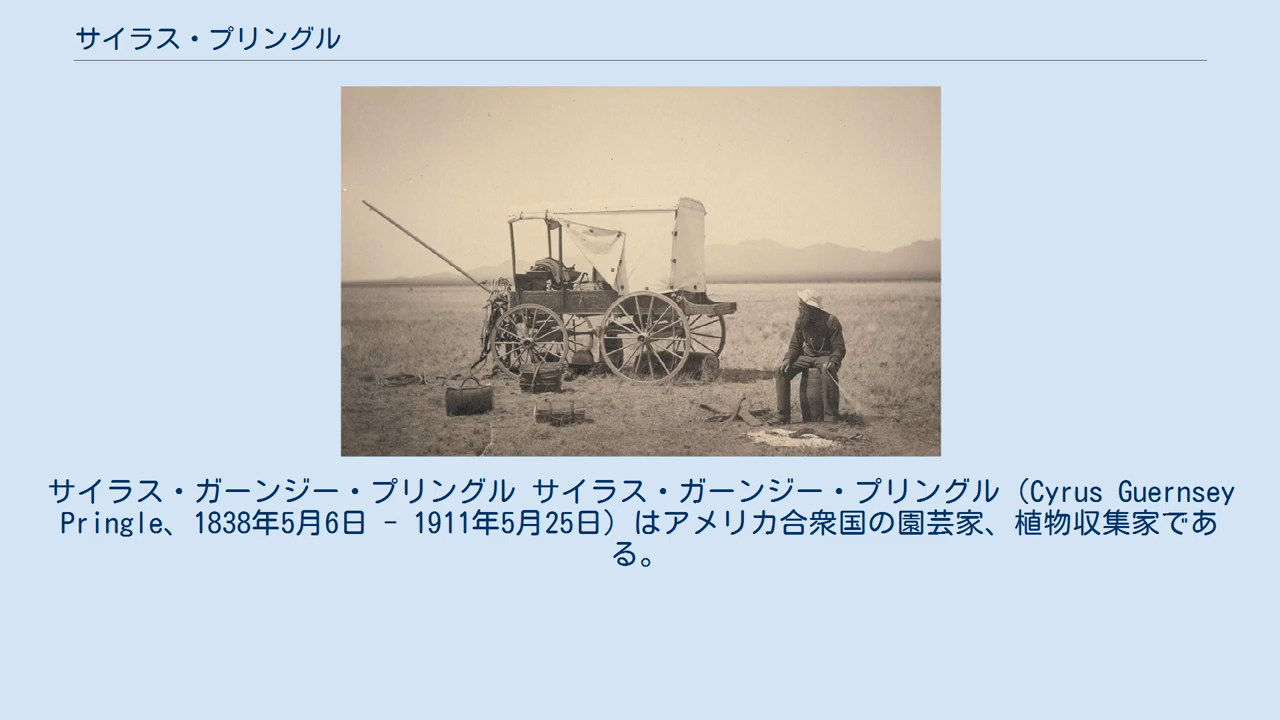 サイラス・プリングル
サイラス・ガーンジー・プリングル サイラス・ガーンジー・プリングル（Cyrus Guernsey
Pringle、1838年5月6日 - 1911年5月25日）はアメリカ合衆国の園芸家、植物収集家であ
る。